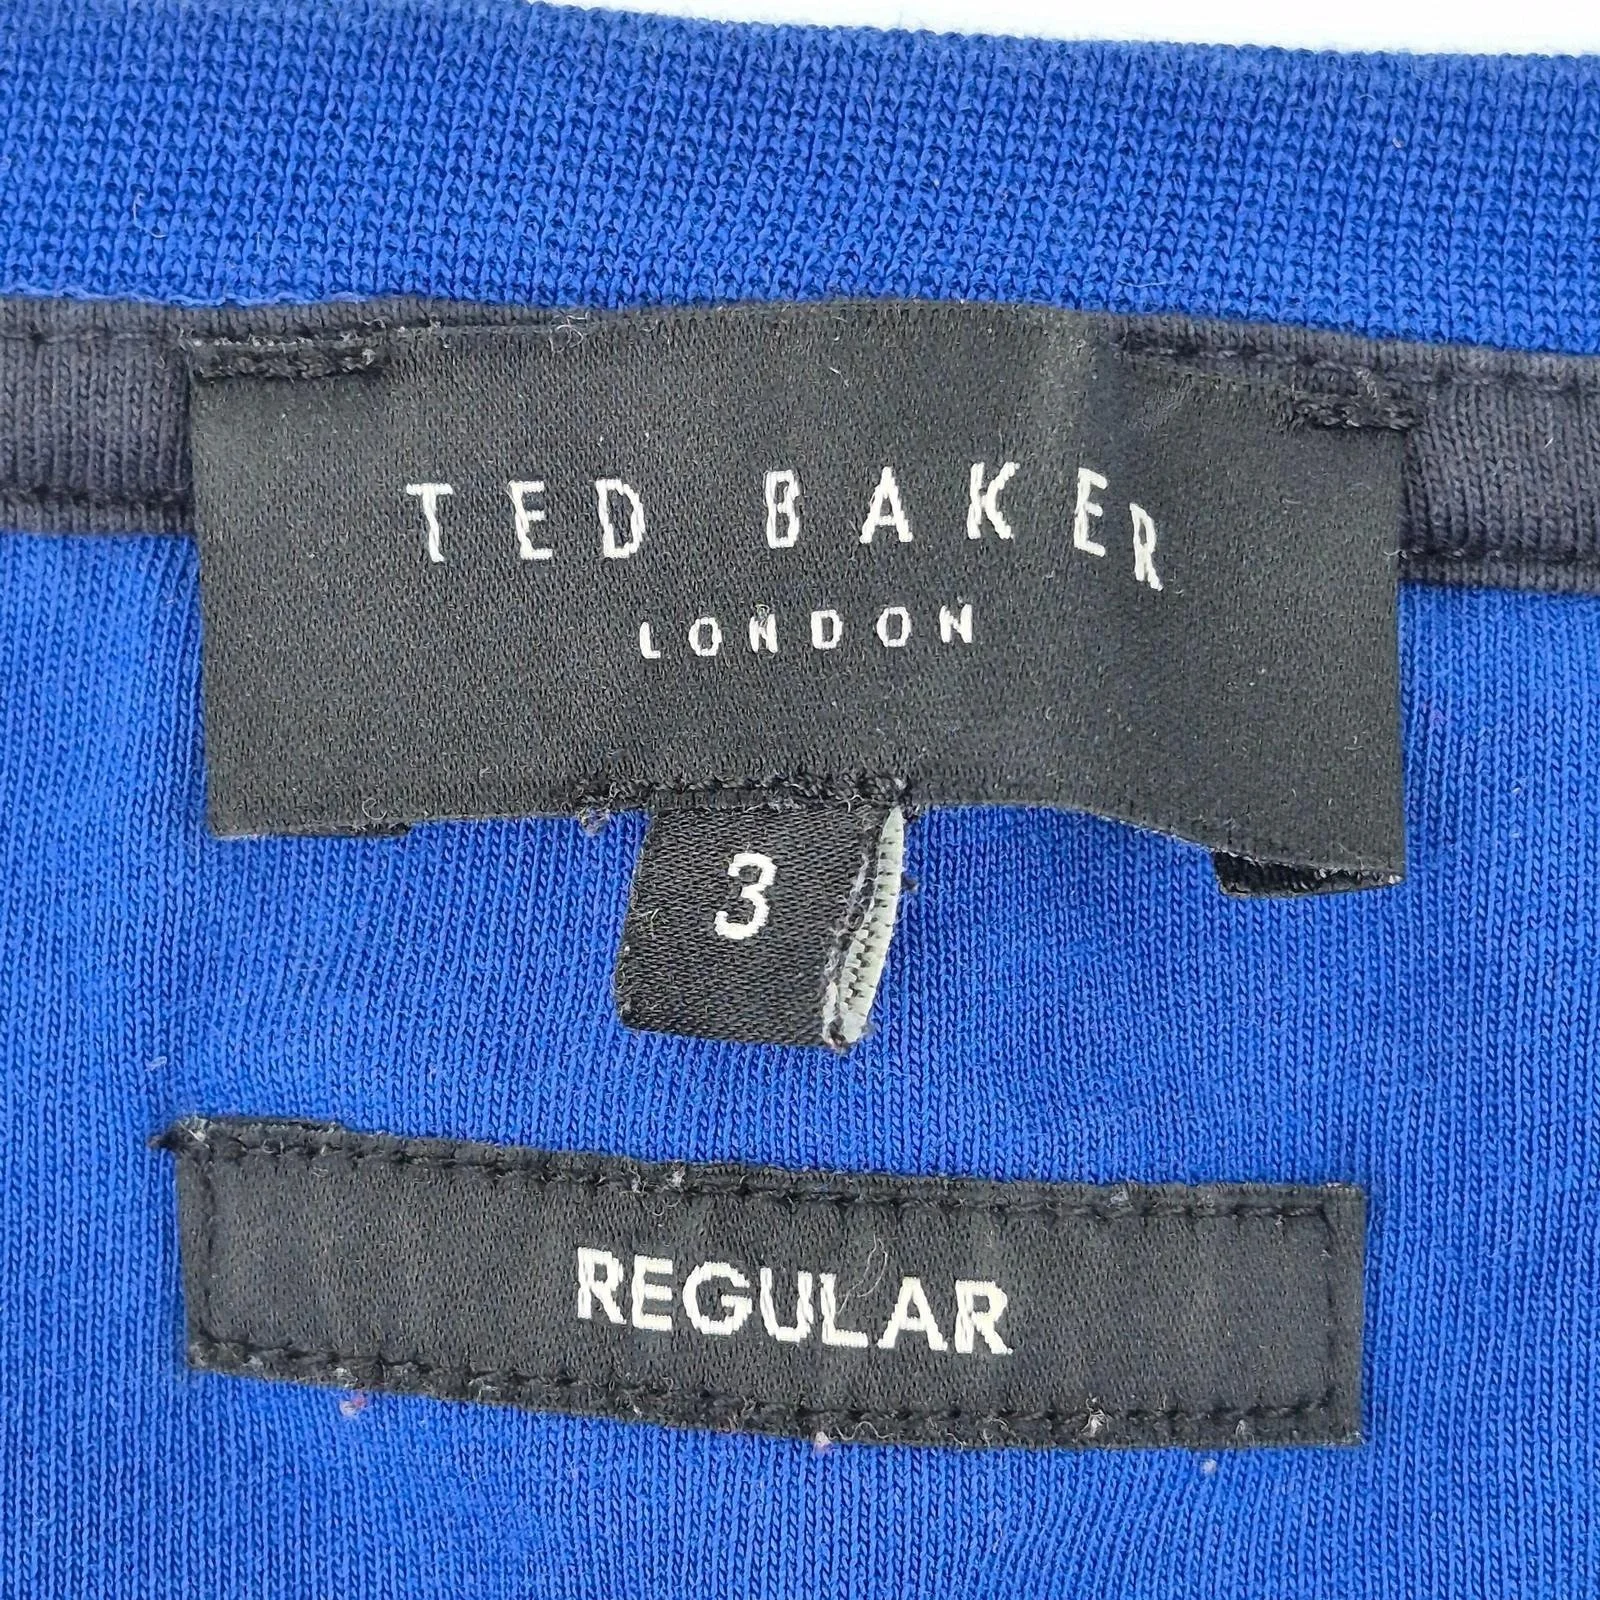 TED BAKER
LONDON
3
REGULAR